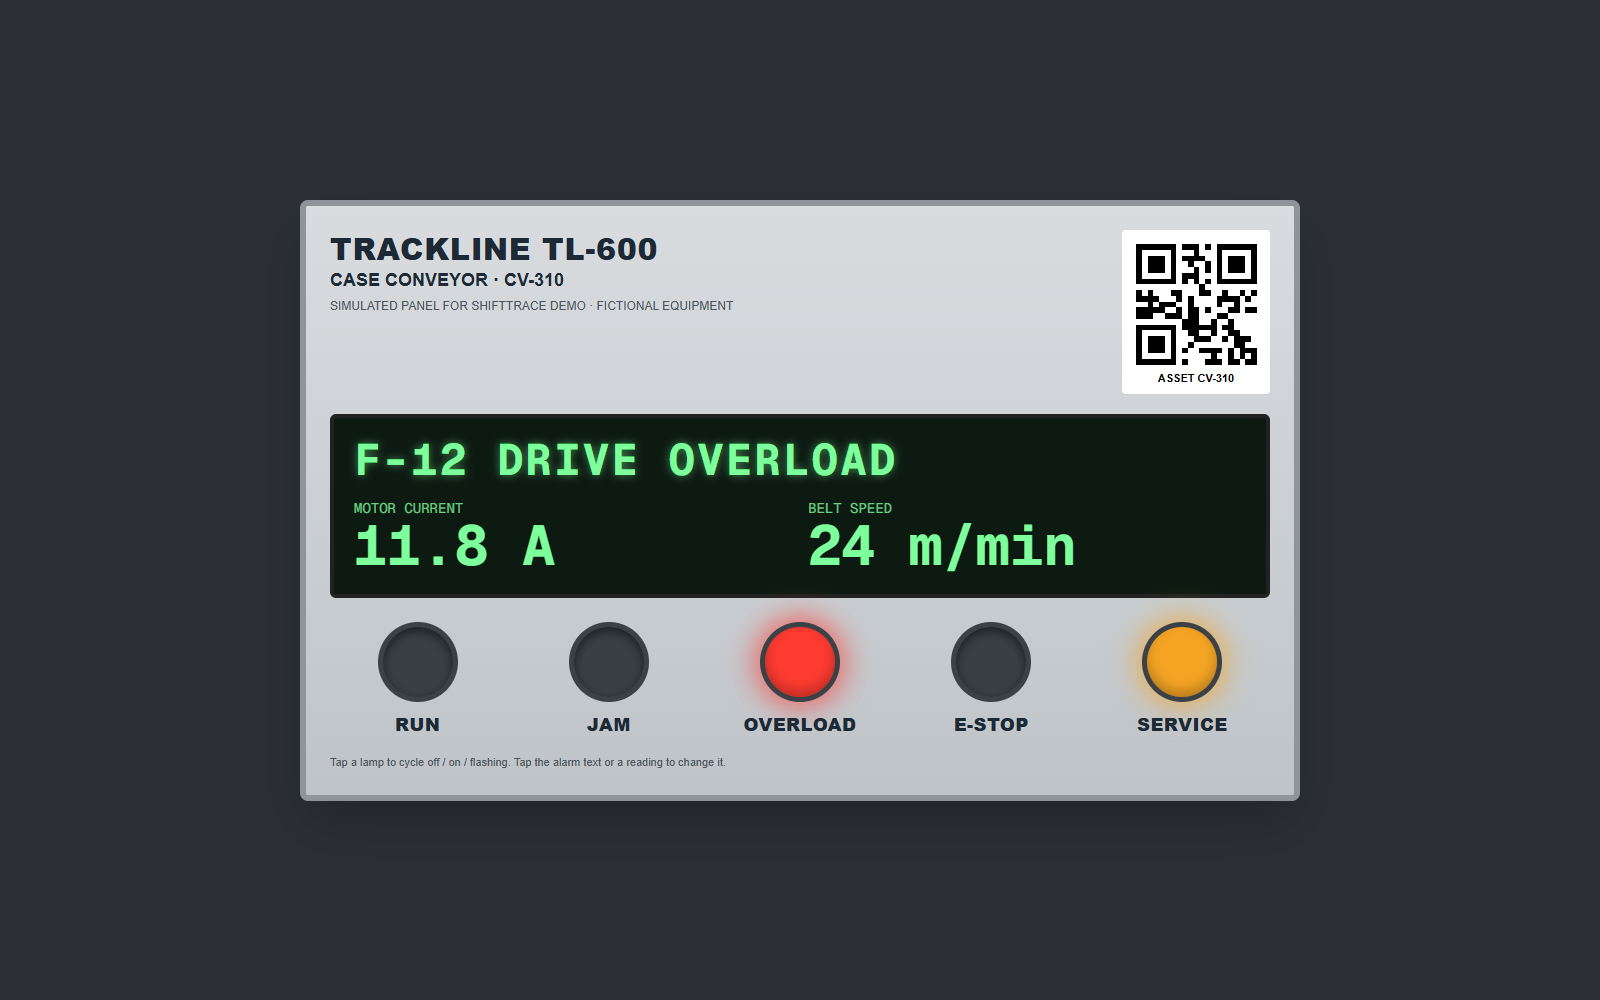 TRACKLINE TL-600
CASE CONVEYOR · CV-310
SIMULATED PANEL FOR SHIFTTRACE DEMO · FICTIONAL EQUIPMENT
ASSET CV-310
F-12 DRIVE OVERLOAD
MOTOR CURRENT
11.8 A
BELT SPEED
24 m/min
RUN
JAM
OVERLOAD
E-STOP
SERVICE
Tap a lamp to cycle off / on / flashing. Tap the alarm text or a reading to change it.